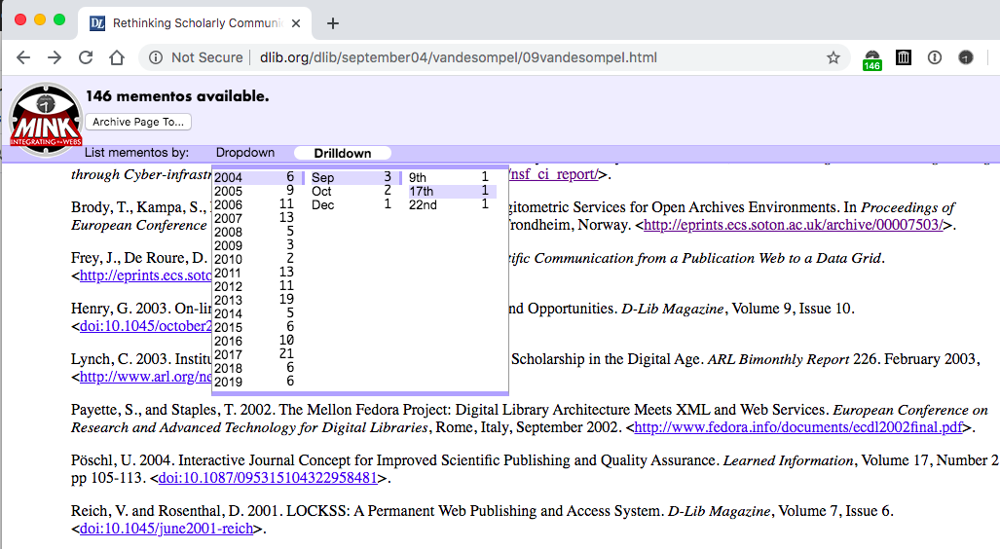 Rethinking Scholarly Communi
Not Secure | dlib.org/dlib/september04/vandesompel/09vandesompel.html
146
146 mementos available.
MINK
INTEGRATING the WEBS
Archive Page To...
List mementos by: Dropdown Drilldown
through Cyber-infrastr /nsf_ci_report/>.
2004 6 Sep 3 9th 1
2005 9 Oct 2 17th 1
2006 11 Dec 1 22nd 1
2007 13
2008 5
2009 3
2010 2
2011 13
2012 11
2013 19
2014 5
2015 6
2016 10
2017 21
2018 6
2019 6
Brody, T., Kampa, S., gitometric Services for Open Archives Environments. In Proceedings of
European Conference rondheim, Norway. <http://eprints.ecs.soton.ac.uk/archive/00007503/>.
Frey, J., De Roure, D. tific Communication from a Publication Web to a Data Grid.
<http://eprints.ecs.soto
Henry, G. 2003. On-li nd Opportunities. D-Lib Magazine, Volume 9, Issue 10.
<doi:10.1045/october2
Lynch, C. 2003. Institu Scholarship in the Digital Age. ARL Bimonthly Report 226. February 2003,
<http://www.arl.org/ne
Payette, S., and Staples, T. 2002. The Mellon Fedora Project: Digital Library Architecture Meets XML and Web Services. European Conference on
Research and Advanced Technology for Digital Libraries, Rome, Italy, September 2002. <http://www.fedora.info/documents/ecdl2002final.pdf>.
Pöschl, U. 2004. Interactive Journal Concept for Improved Scientific Publishing and Quality Assurance. Learned Information, Volume 17, Number 2
pp 105-113. <doi:10.1087/095315104322958481>.
Reich, V. and Rosenthal, D. 2001. LOCKSS: A Permanent Web Publishing and Access System. D-Lib Magazine, Volume 7, Issue 6.
<doi:10.1045/june2001-reich>.